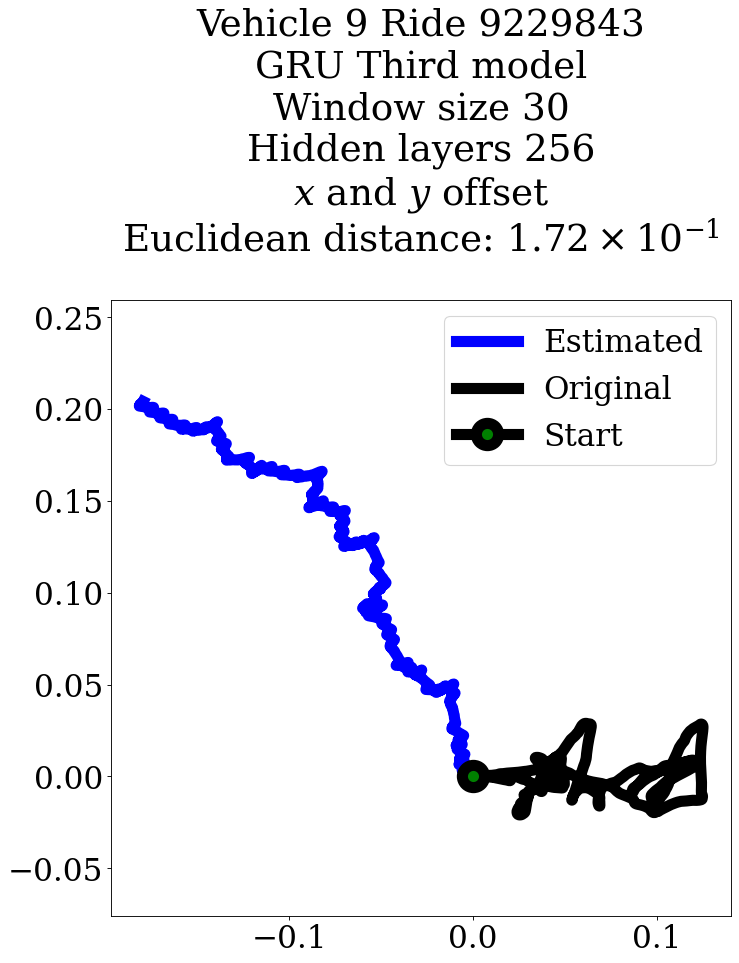 Vehicle 9 Ride 9229843
GRU Third model
Window size 30
Hidden layers 256
x and y offset
Euclidean distance: 1.72 × 10⁻¹
Estimated
Original
Start
0.25
0.20
0.15
0.10
0.05
0.00
−0.05
−0.1 0.0 0.1